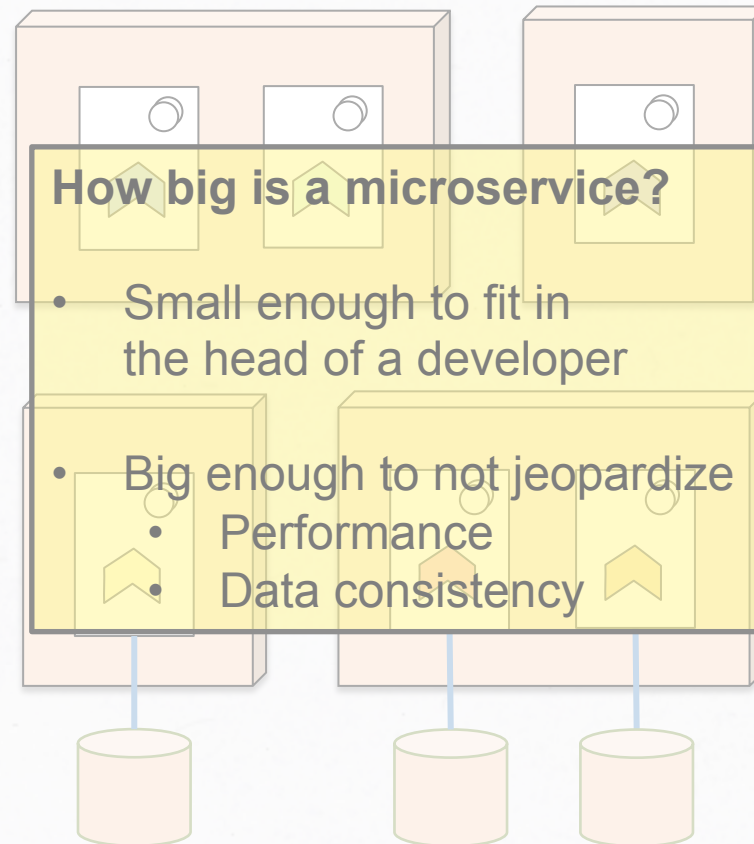 How big is a microservice?
• Small enough to fit in
the head of a developer
• Big enough to not jeopardize
• Performance
• Data consistency